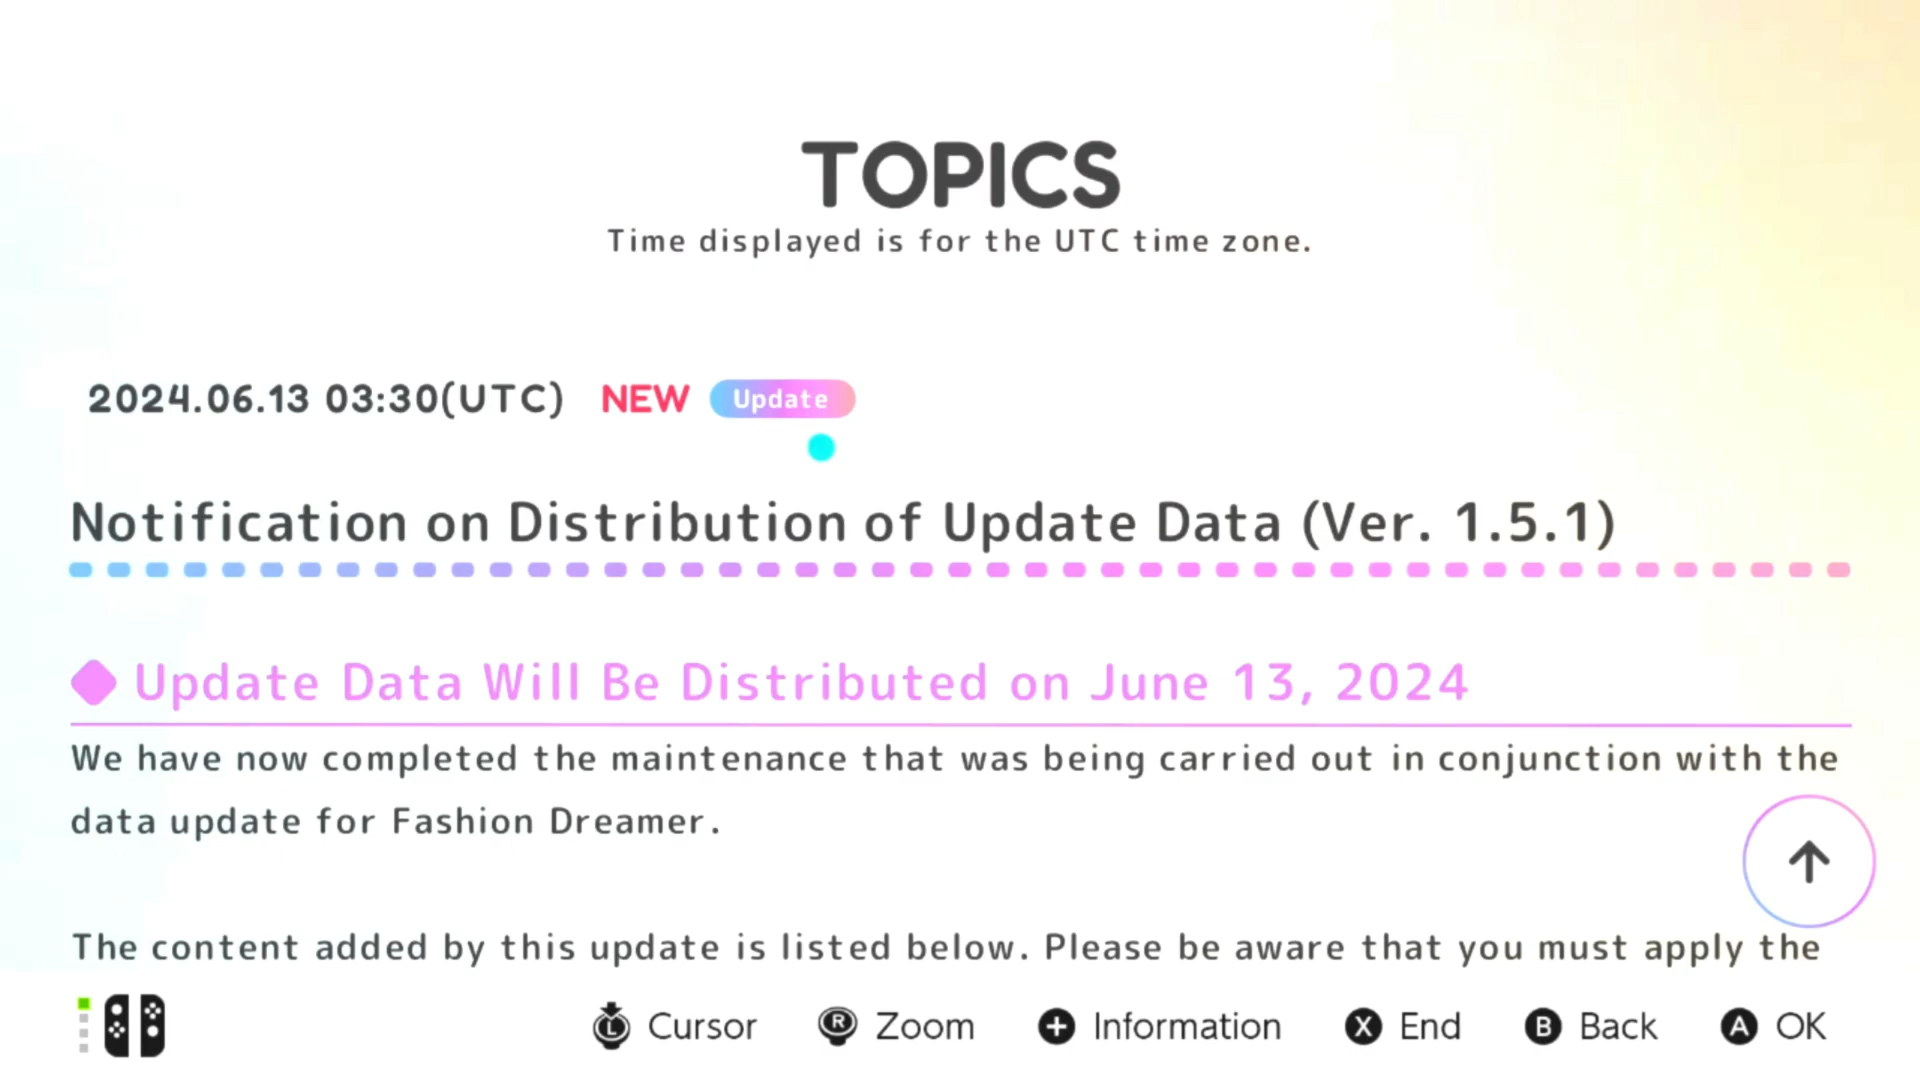 TOPICS
Time displayed is for the UTC time zone.
2024.06.13 03:30(UTC) NEW Update
Notification on Distribution of Update Data (Ver. 1.5.1)
Update Data Will Be Distributed on June 13, 2024
We have now completed the maintenance that was being carried out in conjunction with the
data update for Fashion Dreamer.
The content added by this update is listed below. Please be aware that you must apply the
L Cursor R Zoom + Information X End B Back A OK